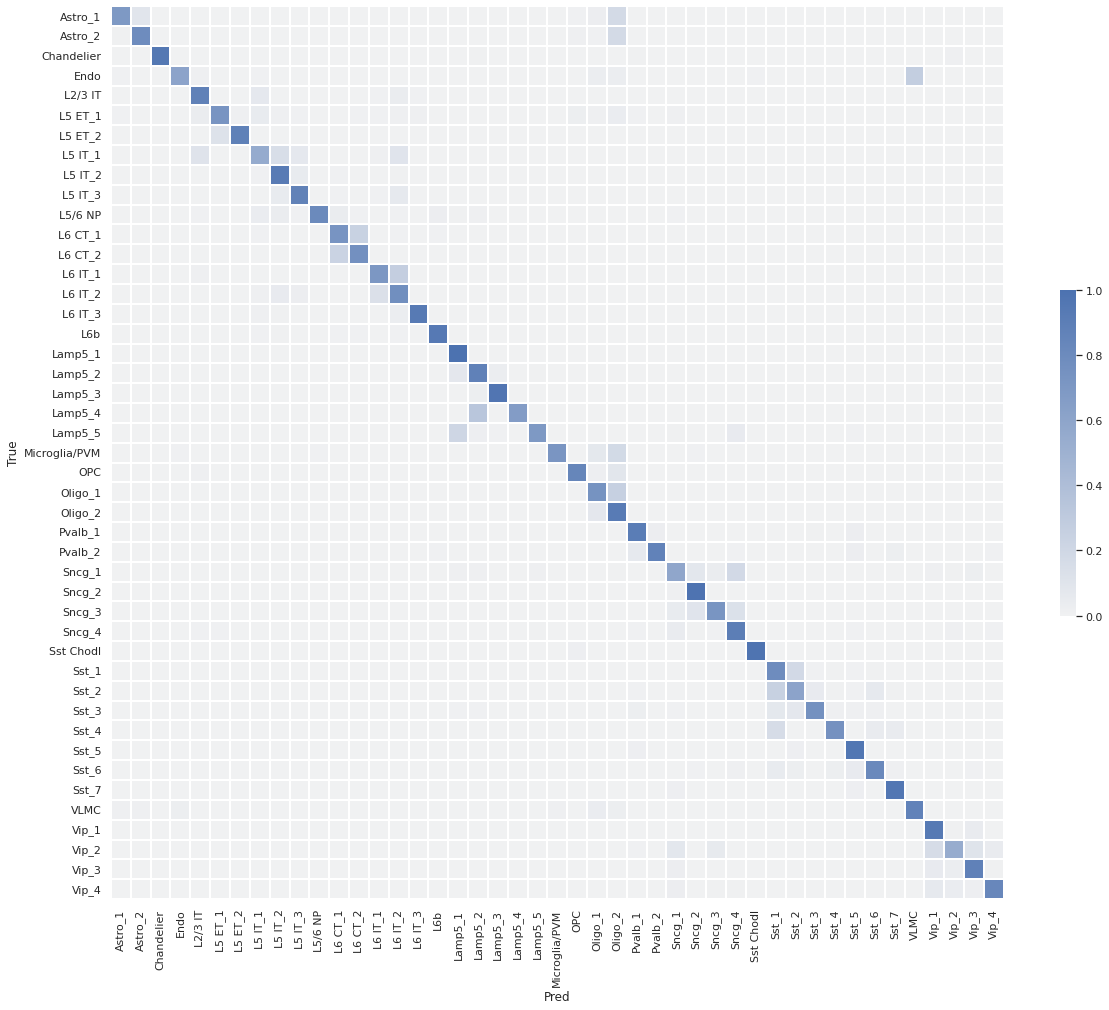 Astro_1
Astro_2
Chandelier
Endo
L2/3 IT
L5 ET_1
L5 ET_2
L5 IT_1
L5 IT_2
L5 IT_3
L5/6 NP
L6 CT_1
L6 CT_2
L6 IT_1
L6 IT_2
L6 IT_3
L6b
Lamp5_1
Lamp5_2
Lamp5_3
Lamp5_4
Lamp5_5
Microglia/PVM
OPC
Oligo_1
Oligo_2
Pvalb_1
Pvalb_2
Sncg_1
Sncg_2
Sncg_3
Sncg_4
Sst Chodl
Sst_1
Sst_2
Sst_3
Sst_4
Sst_5
Sst_6
Sst_7
VLMC
Vip_1
Vip_2
Vip_3
Vip_4
True
Astro_1
Astro_2
Chandelier
Endo
L2/3 IT
L5 ET_1
L5 ET_2
L5 IT_1
L5 IT_2
L5 IT_3
L5/6 NP
L6 CT_1
L6 CT_2
L6 IT_1
L6 IT_2
L6 IT_3
L6b
Lamp5_1
Lamp5_2
Lamp5_3
Lamp5_4
Lamp5_5
Microglia/PVM
OPC
Oligo_1
Oligo_2
Pvalb_1
Pvalb_2
Sncg_1
Sncg_2
Sncg_3
Sncg_4
Sst Chodl
Sst_1
Sst_2
Sst_3
Sst_4
Sst_5
Sst_6
Sst_7
VLMC
Vip_1
Vip_2
Vip_3
Vip_4
Pred
1.0
0.8
0.6
0.4
0.2
0.0